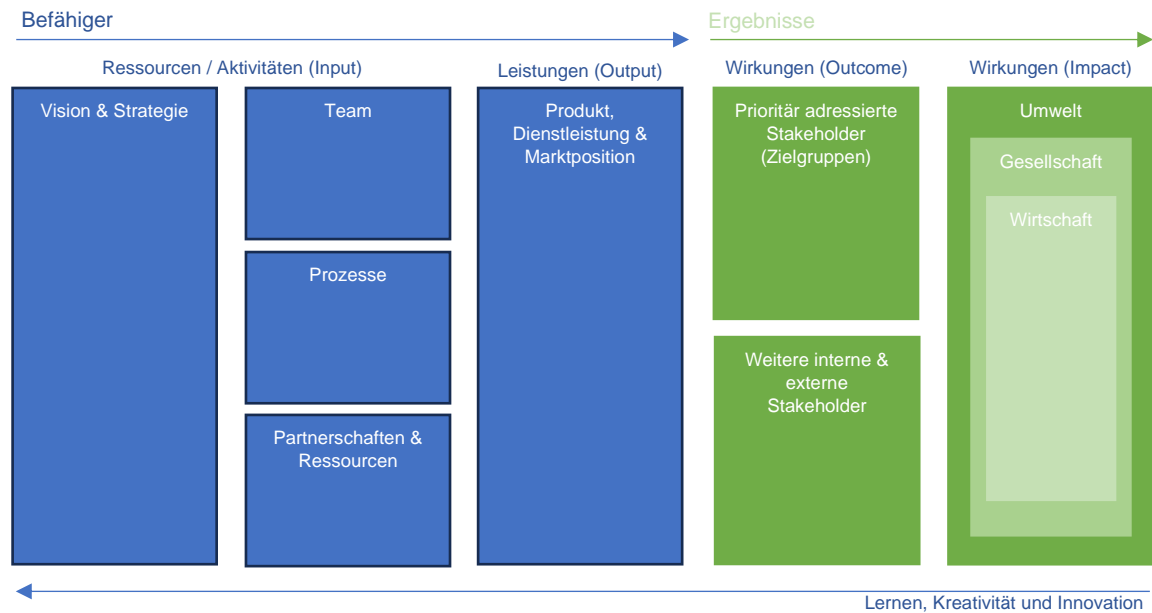 Befähiger
Ergebnisse
Ressourcen / Aktivitäten (Input)
Leistungen (Output)
Wirkungen (Outcome)
Wirkungen (Impact)
Vision & Strategie
Team
Prozesse
Partnerschaften &
Ressourcen
Produkt,
Dienstleistung &
Marktposition
Prioritär adressierte
Stakeholder
(Zielgruppen)
Weitere interne &
externe
Stakeholder
Umwelt
Gesellschaft
Wirtschaft
Lernen, Kreativität und Innovation